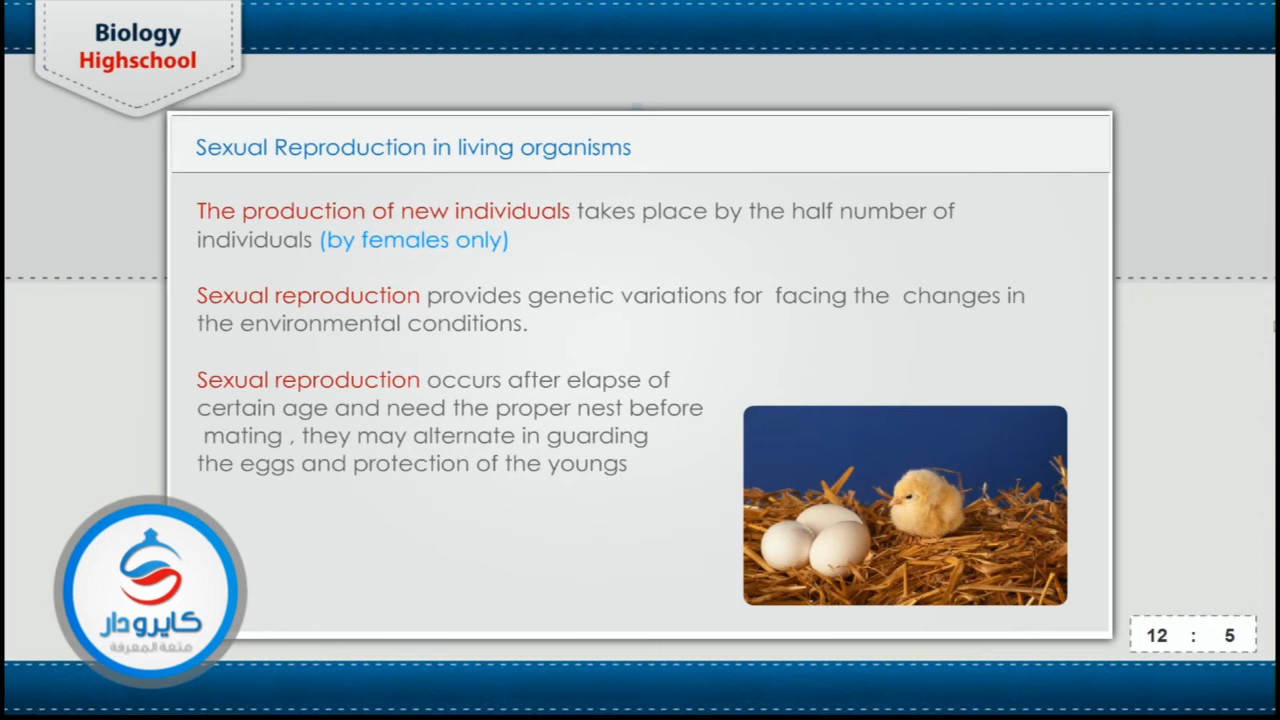 Biology
Highschool
Sexual Reproduction in living organisms
The production of new individuals takes place by the half number of
individuals (by females only)
Sexual reproduction provides genetic variations for facing the changes in
the environmental conditions.
Sexual reproduction occurs after elapse of
certain age and need the proper nest before
mating , they may alternate in guarding
the eggs and protection of the youngs
كايرودار
متعة المعرفة
12 : 5